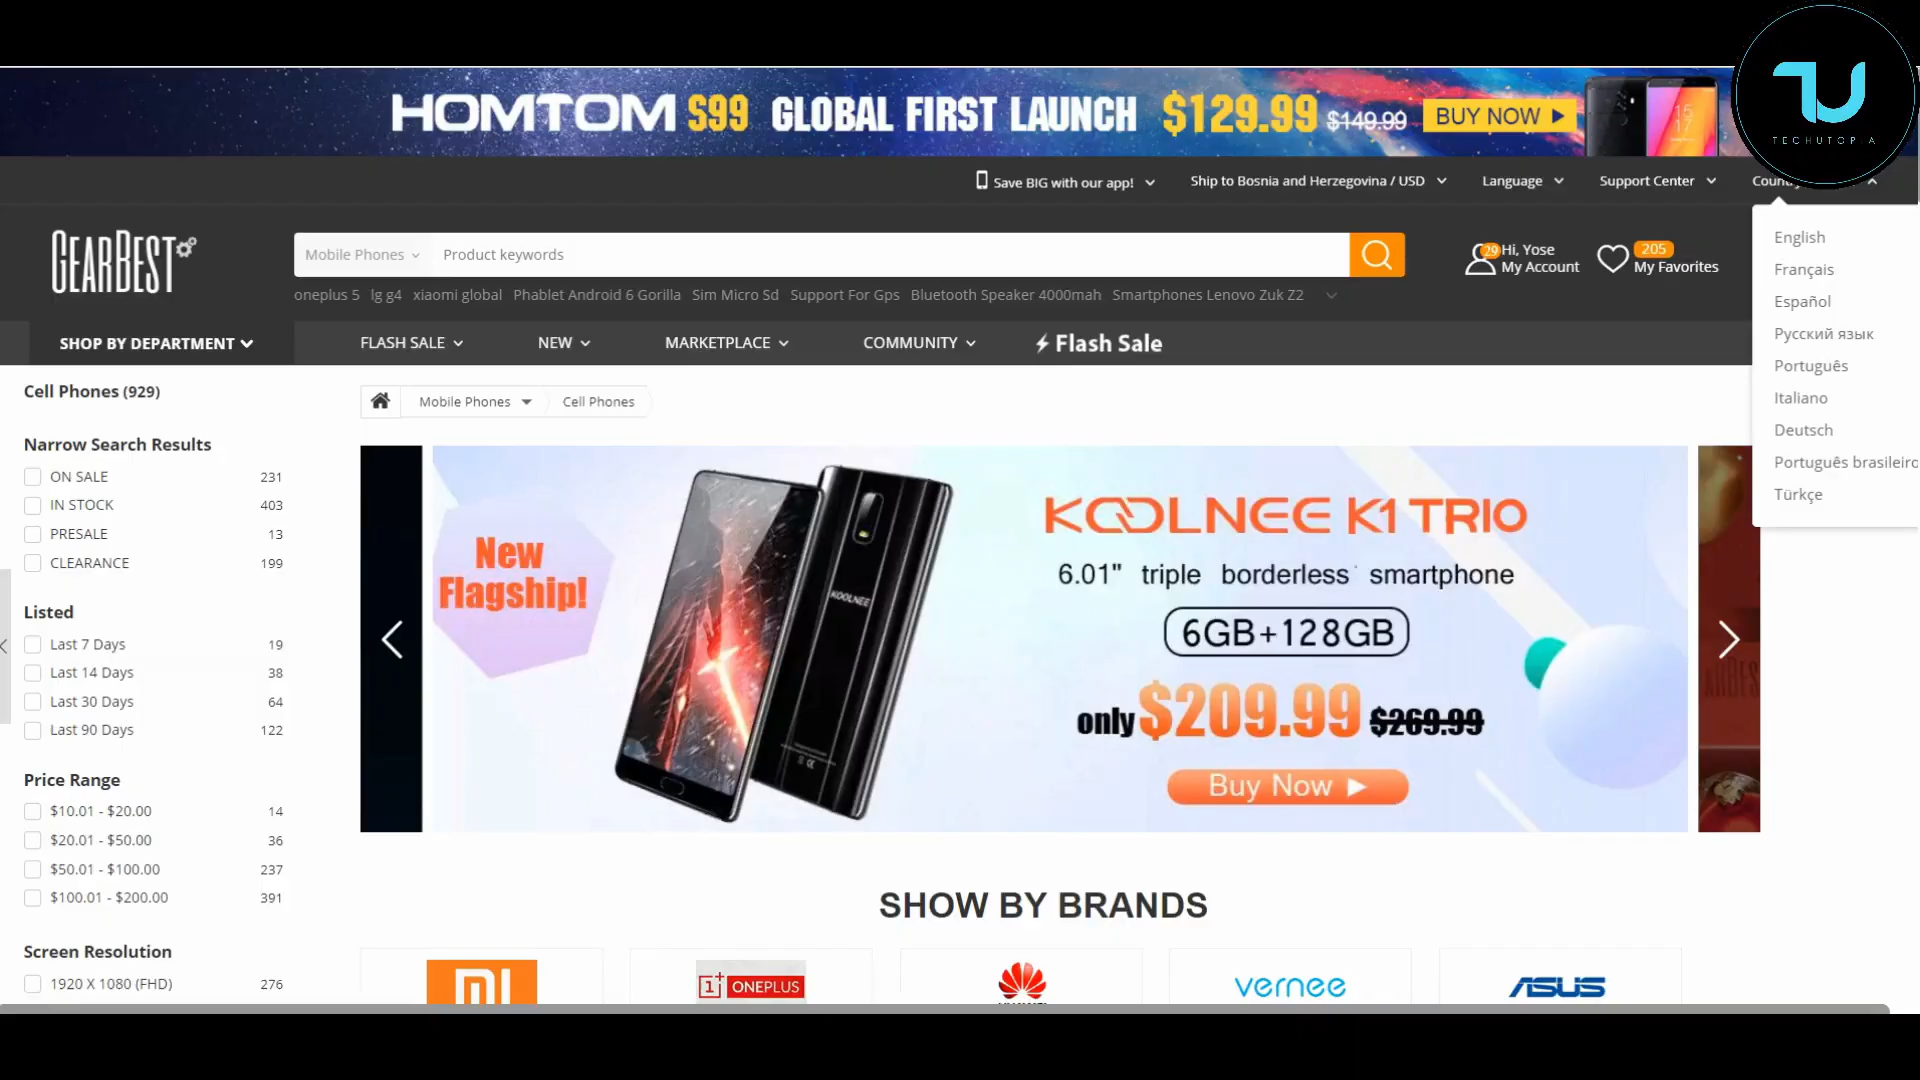 HOMTOM S99 GLOBAL FIRST LAUNCH $129.99 $149.99 BUY NOW
TECHUTOPIA
Save BIG with our app! Ship to Bosnia and Herzegovina / USD Language Support Center
English
Français
Español
Русский язык
Português
Italiano
Deutsch
Português brasileiro
Türkçe
GEARBEST
Mobile Phones Product keywords
29 Hi, Yose
My Account
205
My Favorites
oneplus 5 lg g4 xiaomi global Phablet Android 6 Gorilla Sim Micro Sd Support For Gps Bluetooth Speaker 4000mah Smartphones Lenovo Zuk Z2
SHOP BY DEPARTMENT FLASH SALE NEW MARKETPLACE COMMUNITY Flash Sale
Cell Phones (929)
Narrow Search Results
ON SALE 231
IN STOCK 403
PRESALE 13
CLEARANCE 199
Listed
Last 7 Days 19
Last 14 Days 38
Last 30 Days 64
Last 90 Days 122
Price Range
$10.01 - $20.00 14
$20.01 - $50.00 36
$50.01 - $100.00 237
$100.01 - $200.00 391
Screen Resolution
1920 X 1080 (FHD) 276
Mobile Phones Cell Phones
New
Flagship!
KOOLNEE
KOOLNEE K1 TRIO
6.01" triple borderless smartphone
6GB+128GB
only $209.99 $269.99
Buy Now
SHOW BY BRANDS
ONEPLUS
vernee
ASUS